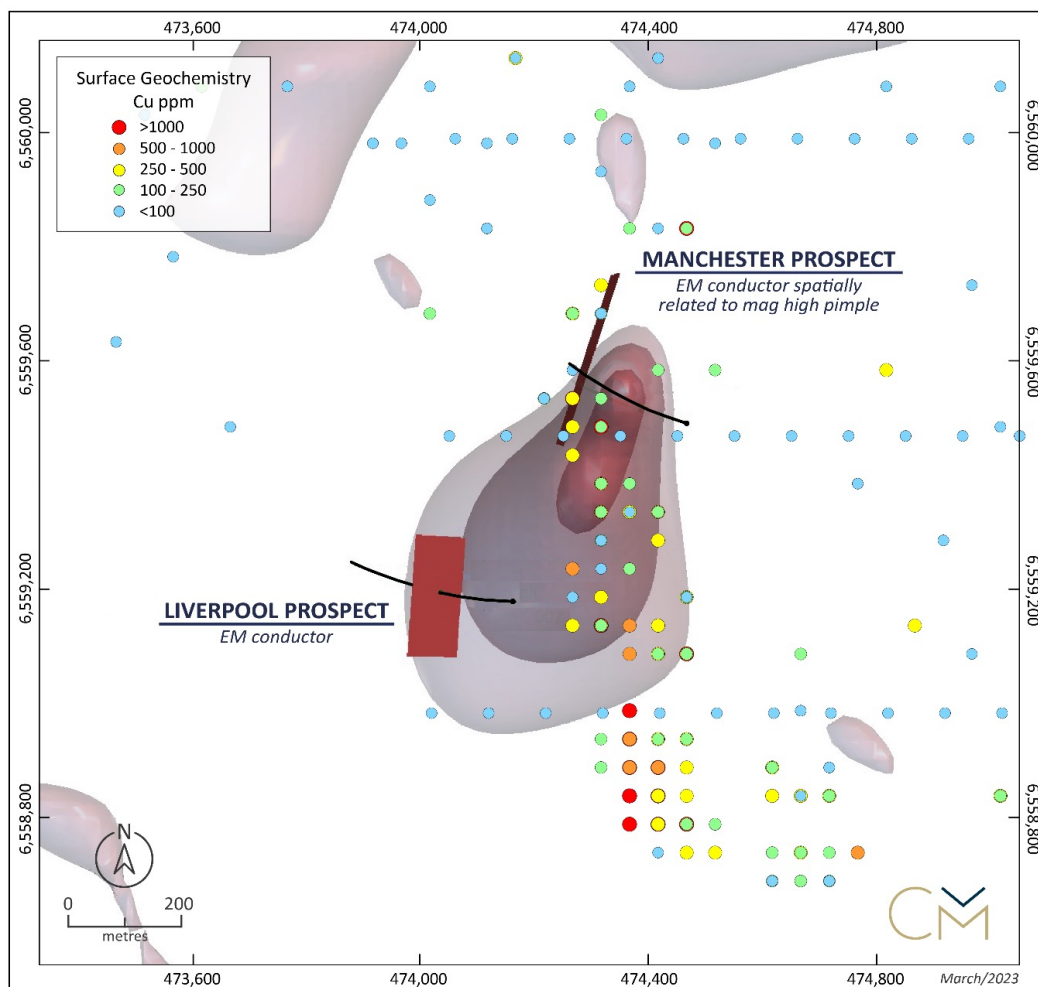 473,600 474,000 474,400 474,800
Surface Geochemistry
Cu ppm
>1000
500 - 1000
250 - 500
100 - 250
<100
6,560,000 6,560,000
MANCHESTER PROSPECT
EM conductor spatially
related to mag high pimple
6,559,600 6,559,600
6,559,200 6,559,200
LIVERPOOL PROSPECT
EM conductor
6,558,800 6,558,800
N
0 200
metres
CM
473,600 474,000 474,400 474,800
March/2023